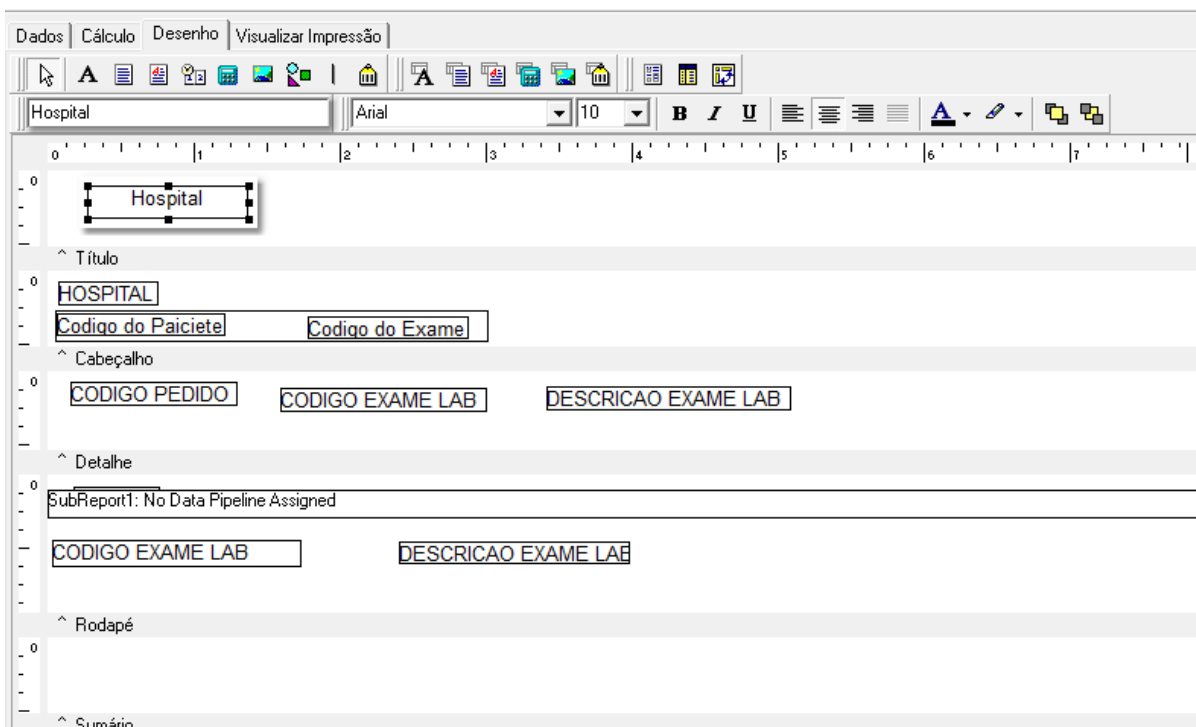 Dados Cálculo Desenho Visualizar Impressão
Hospital Arial 10 B I U A
0 1 2 3 4 5 6 7
0
Hospital
^ Título
0
HOSPITAL
Codigo do Paiciete Codigo do Exame
^ Cabeçalho
0
CODIGO PEDIDO CODIGO EXAME LAB DESCRICAO EXAME LAB
^ Detalhe
0
SubReport1: No Data Pipeline Assigned
CODIGO EXAME LAB DESCRICAO EXAME LAB
^ Rodapé
0
^ Sumário